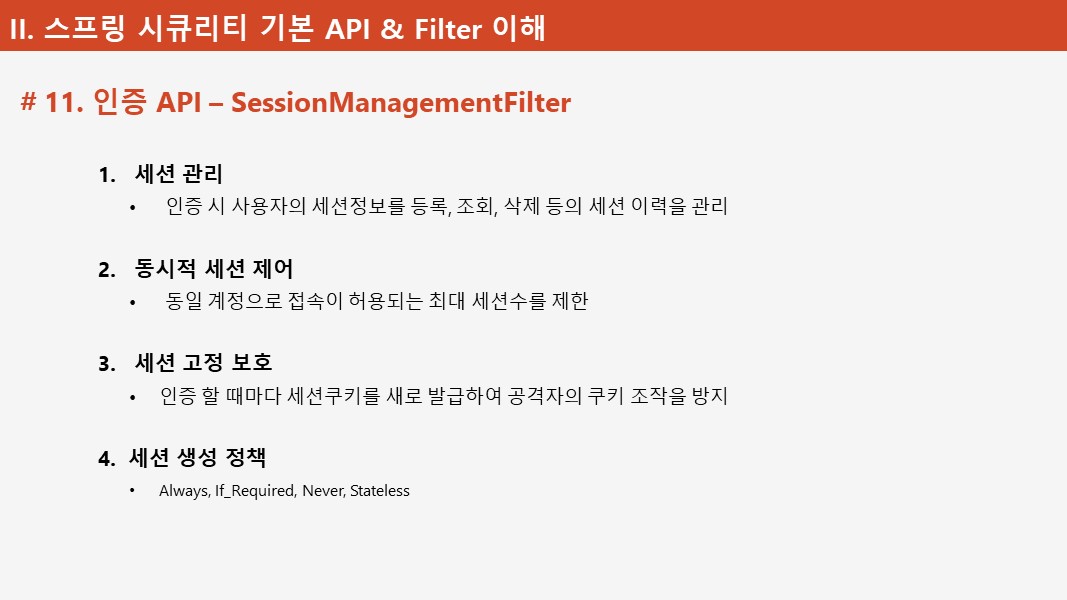 II. 스프링 시큐리티 기본 API & Filter 이해
# 11. 인증 API – SessionManagementFilter
1. 세션 관리
• 인증 시 사용자의 세션정보를 등록, 조회, 삭제 등의 세션 이력을 관리
2. 동시적 세션 제어
• 동일 계정으로 접속이 허용되는 최대 세션수를 제한
3. 세션 고정 보호
• 인증 할 때마다 세션쿠키를 새로 발급하여 공격자의 쿠키 조작을 방지
4. 세션 생성 정책
• Always, If_Required, Never, Stateless